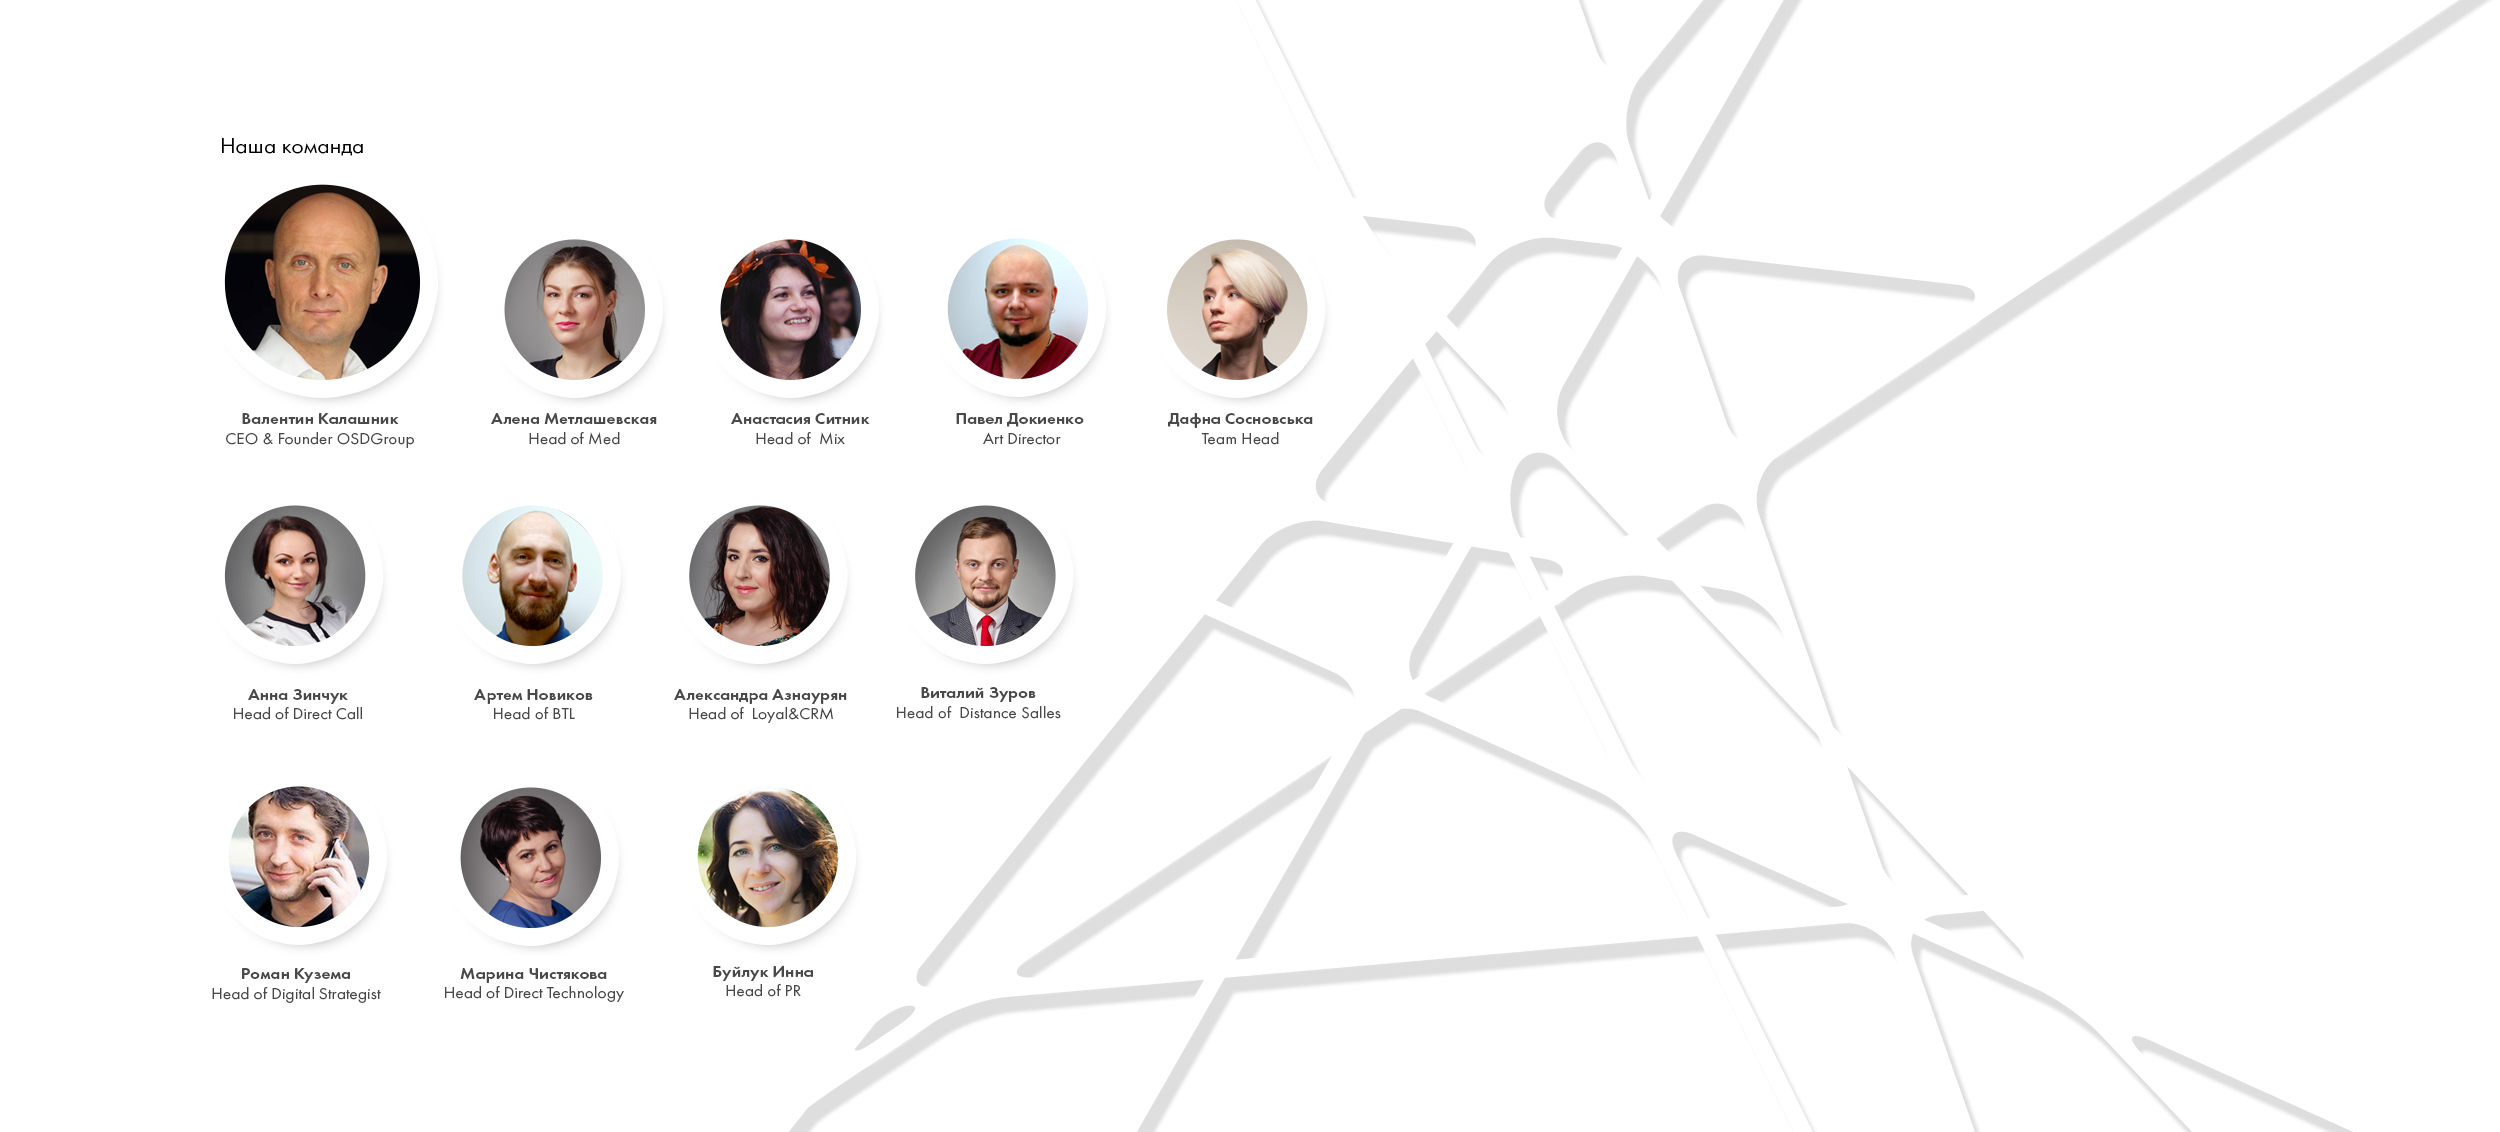 Наша команда
Валентин Калашник
CEO & Founder OSDGroup
Алена Метлашевская
Head of Med
Анастасия Ситник
Head of  Mix
Павел Докиенко
Art Director
Дафна Сосновська
Team Head
Анна Зинчук
Head of Direct Call
Артем Новиков
Head of BTL
Александра Азнаурян
Head of  Loyal&CRM
Виталий Зуров
Head of  Distance Salles
Роман Кузема
Head of Digital Strategist
Марина Чистякова
Head of Direct Technology
Буйлук Инна
Head of PR